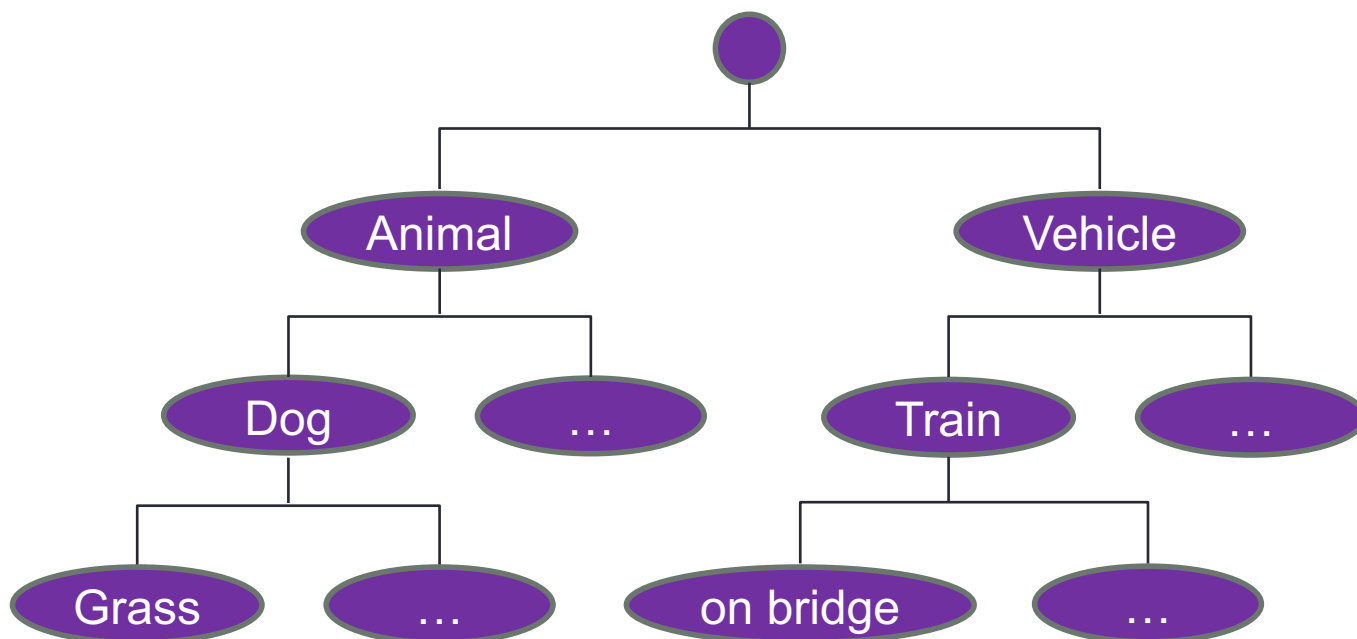 Animal
Vehicle
Dog
…
Train
…
Grass
…
on bridge
…